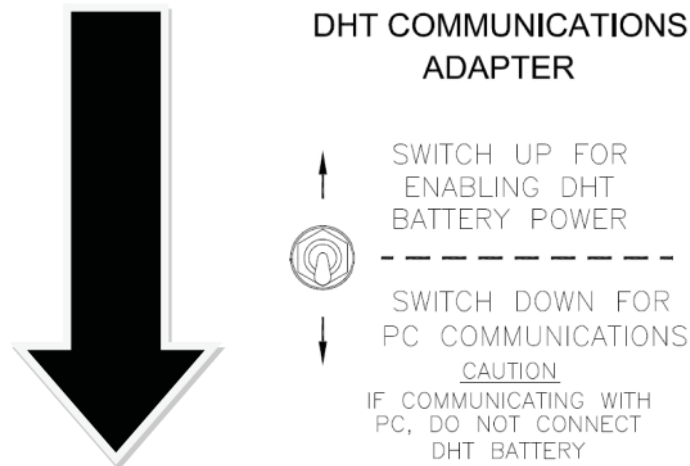 DHT COMMUNICATIONS
ADAPTER
SWITCH UP FOR
ENABLING DHT
BATTERY POWER
SWITCH DOWN FOR
PC COMMUNICATIONS
CAUTION
IF COMMUNICATING WITH
PC, DO NOT CONNECT
DHT BATTERY